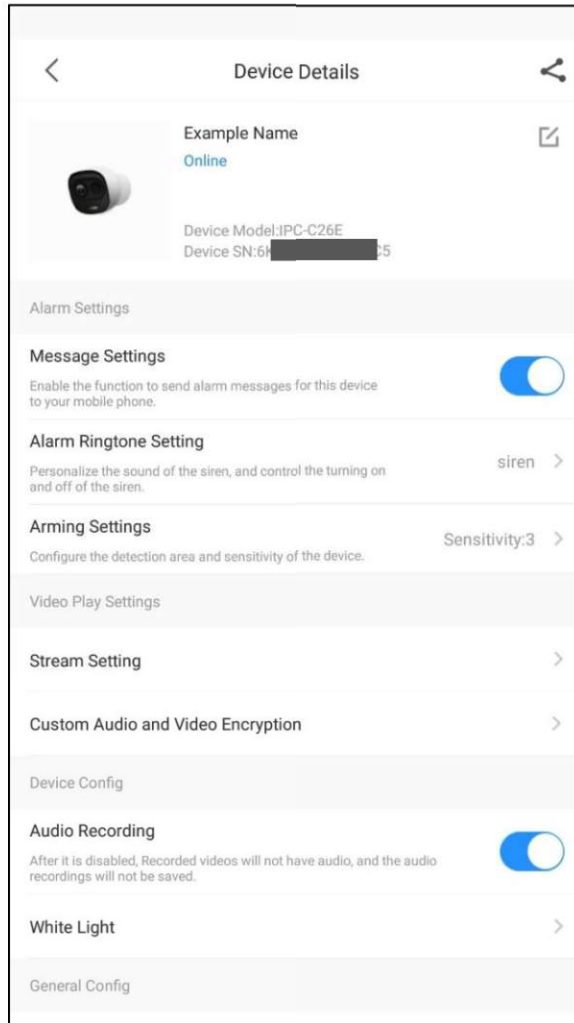 Device Details
Example Name
Online
Device Model:IPC-C26E
Device SN:6
C5
Alarm Settings
Message Settings
Enable the function to send alarm messages for this device
to your mobile phone.
Alarm Ringtone Setting
siren
Personalize the sound of the siren, and control the turning on
and off of the siren.
Arming Settings
Sensitivity:3
Configure the detection area and sensitivity of the device.
Video Play Settings
Stream Setting
Custom Audio and Video Encryption
Device Config
Audio Recording
After it is disabled, Recorded videos will not have audio, and the audio
recordings will not be saved.
White Light
General Config